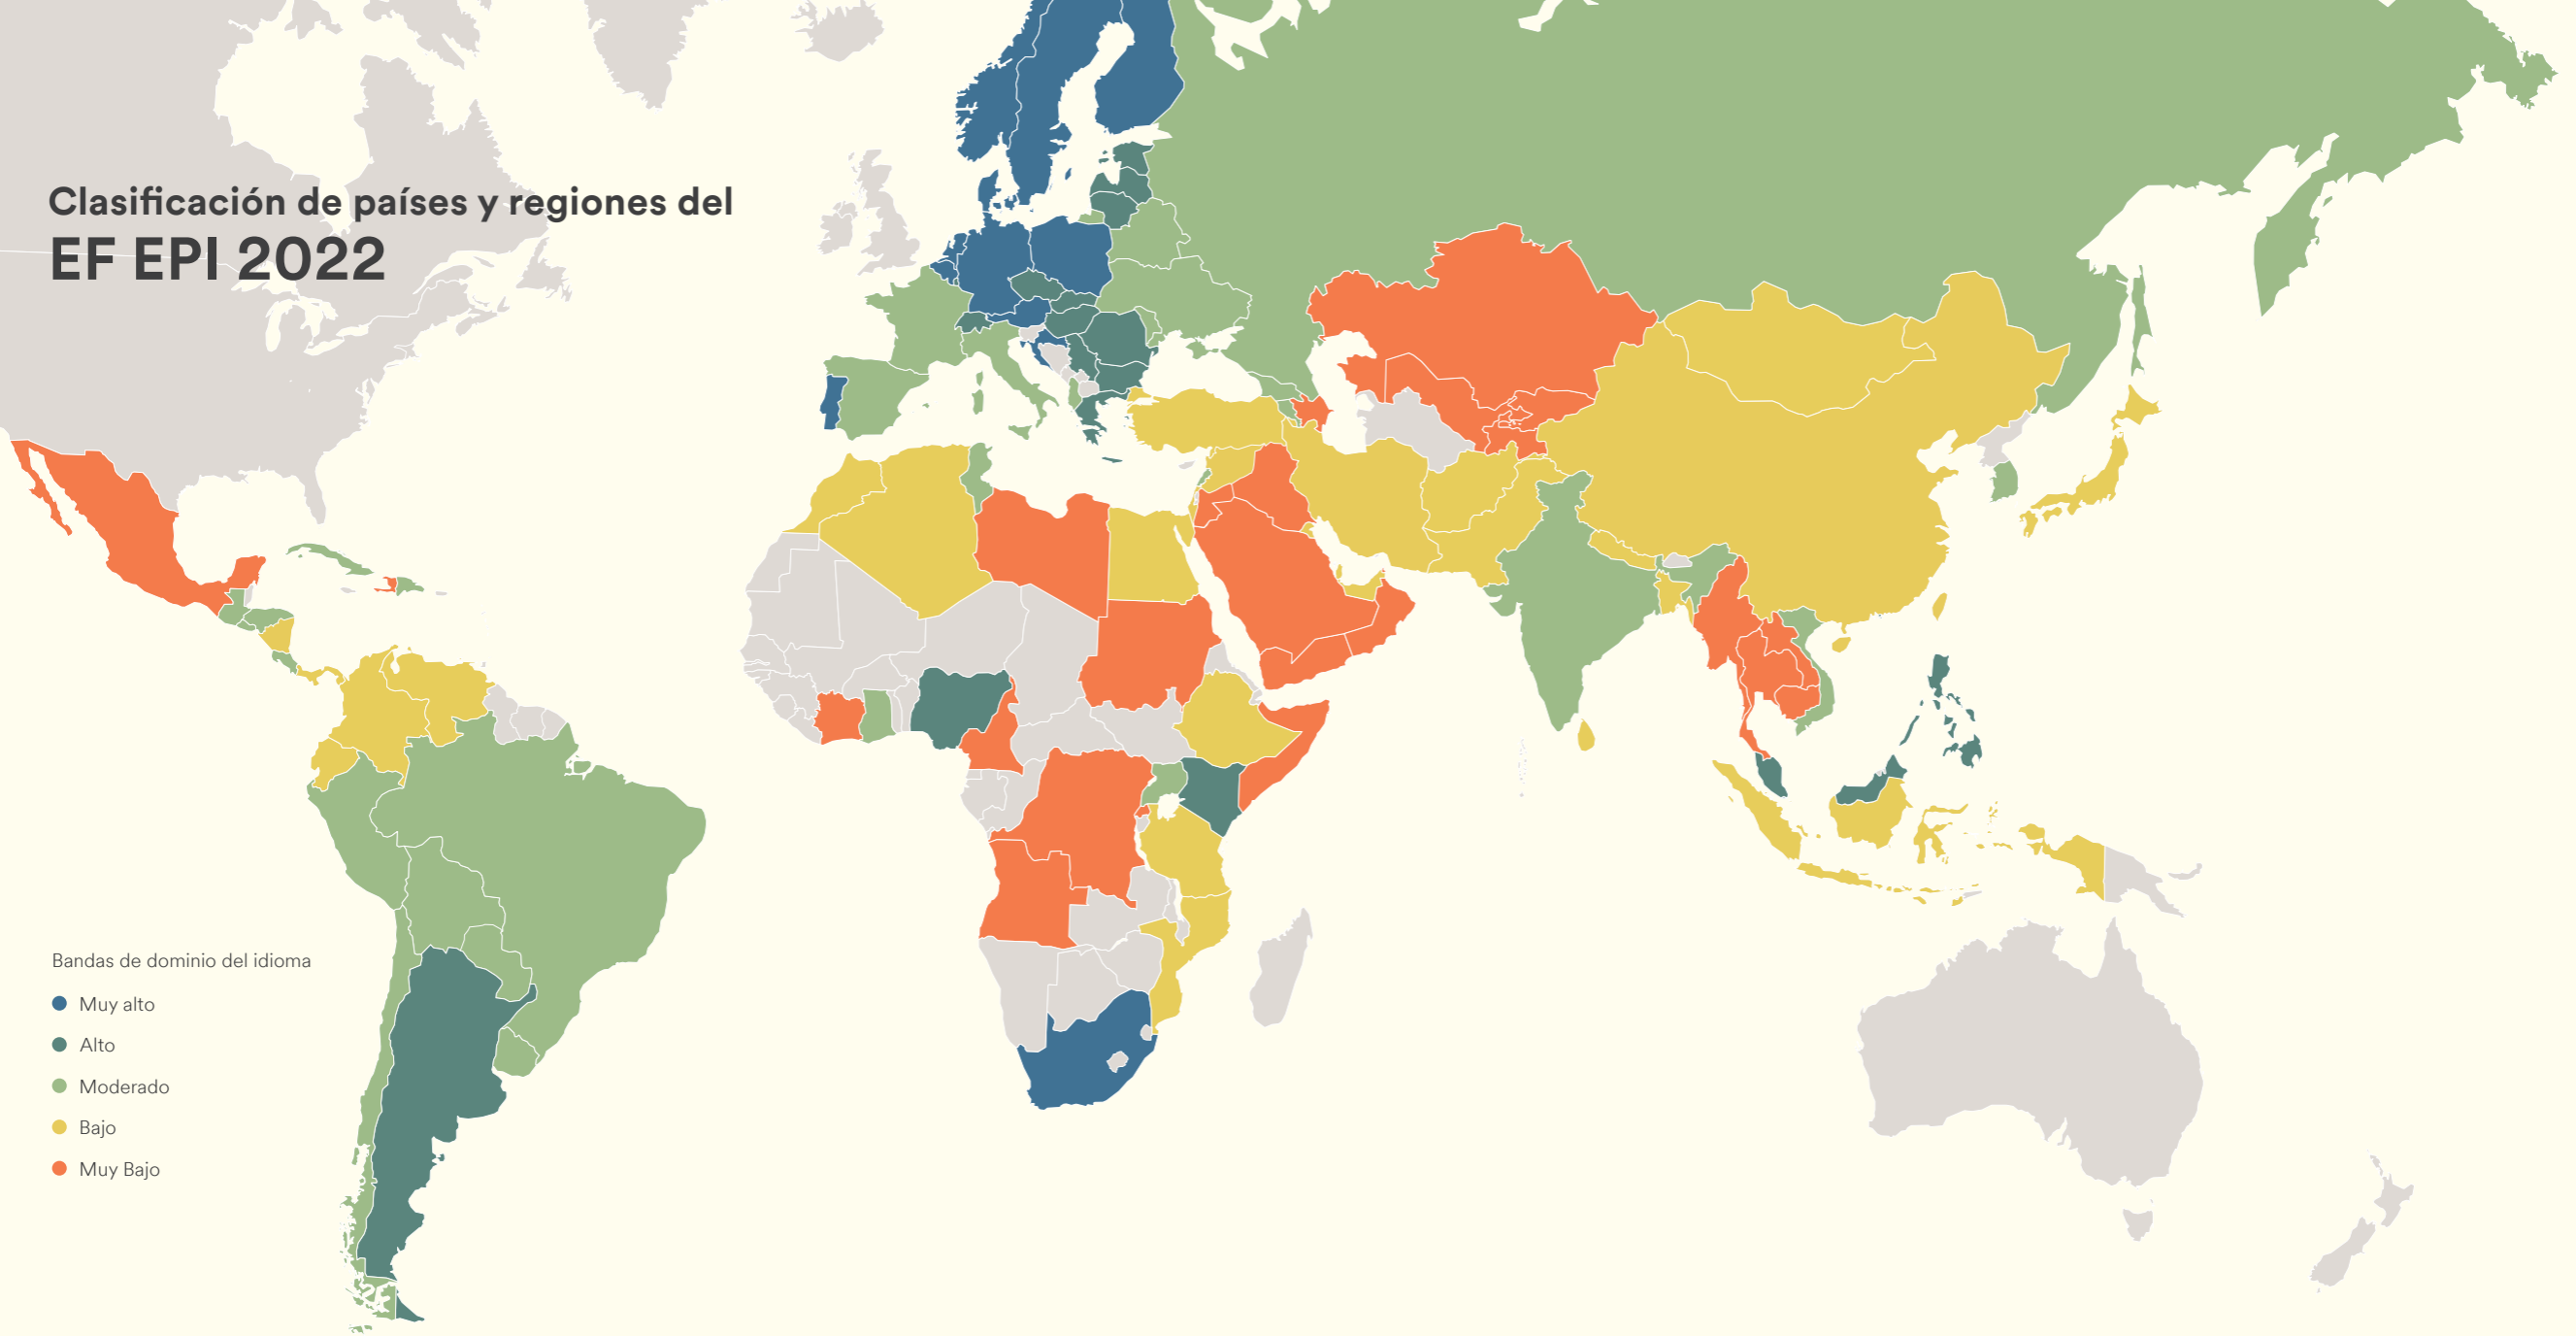 Clasificación de países y regiones del
EF EPI 2022
Bandas de dominio del idioma
Muy alto
Alto
Moderado
Bajo
Muy Bajo